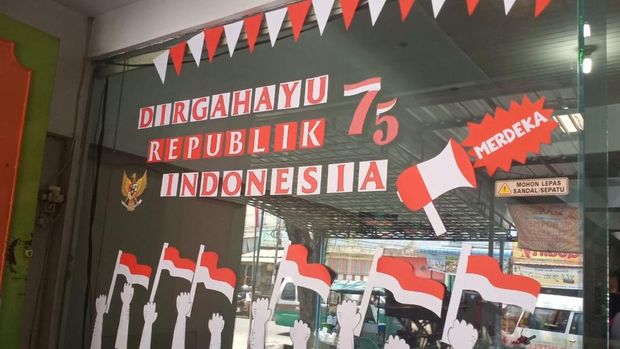 DIRGAHAYU
REPUBLIK
INDONESIA
75
MERDEKA
MOHON LEPAS
SANDAL/SEPATU